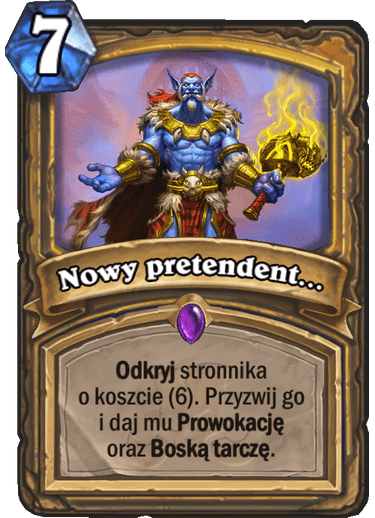 7
Nowy pretendent...
Odkryj stronnika
o koszcie (6). Przyzwij go
i daj mu Prowokację
oraz Boską tarczę.